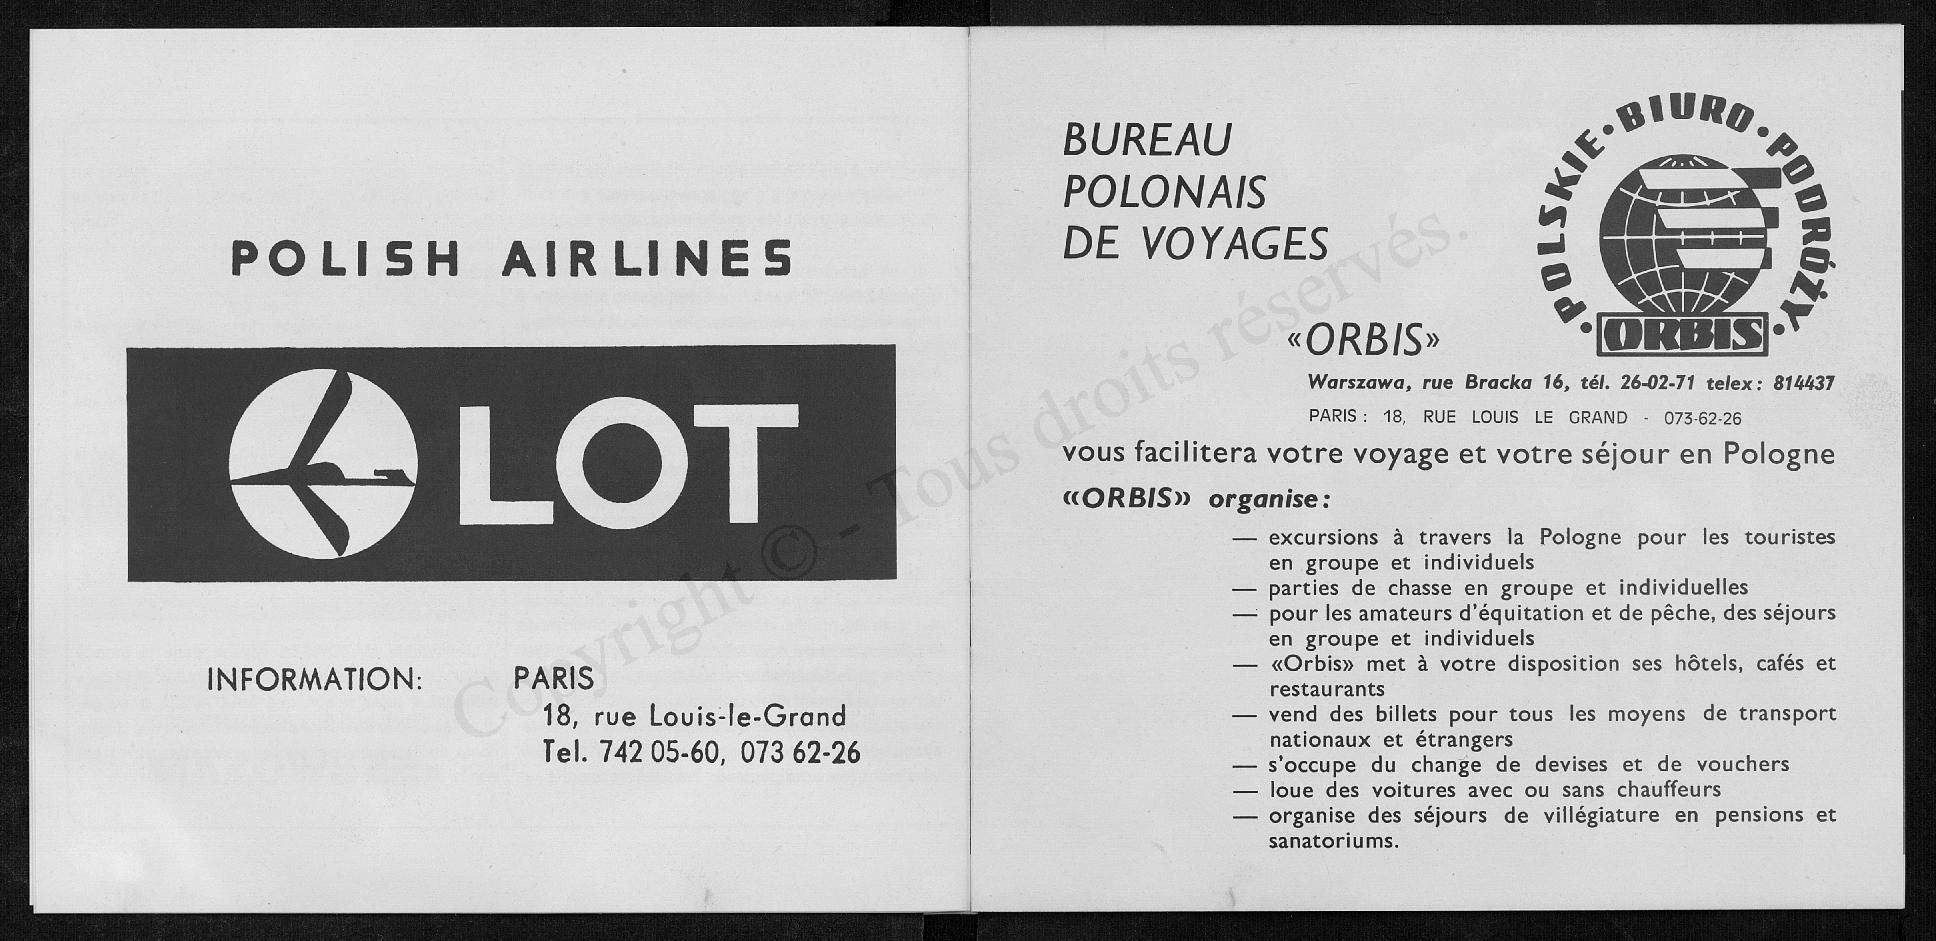 POLISH AIRLINES
LOT
INFORMATION: PARIS
18, rue Louis-le-Grand
Tel. 742 05-60, 073 62-26
BUREAU
POLONAIS
DE VOYAGES
«ORBIS»
• POLSKIE • BIURO • PODRÓŻY •
ORBIS
Warszawa, rue Bracka 16, tél. 26-02-71 telex: 814437
PARIS: 18, RUE LOUIS LE GRAND - 073-62-26
vous facilitera votre voyage et votre séjour en Pologne
«ORBIS» organise:
— excursions à travers la Pologne pour les touristes
en groupe et individuels
— parties de chasse en groupe et individuelles
— pour les amateurs d'équitation et de pêche, des séjours
en groupe et individuels
— «Orbis» met à votre disposition ses hôtels, cafés et
restaurants
— vend des billets pour tous les moyens de transport
nationaux et étrangers
— s'occupe du change de devises et de vouchers
— loue des voitures avec ou sans chauffeurs
— organise des séjours de villégiature en pensions et
sanatoriums.
Copyright © - Tous droits réservés.